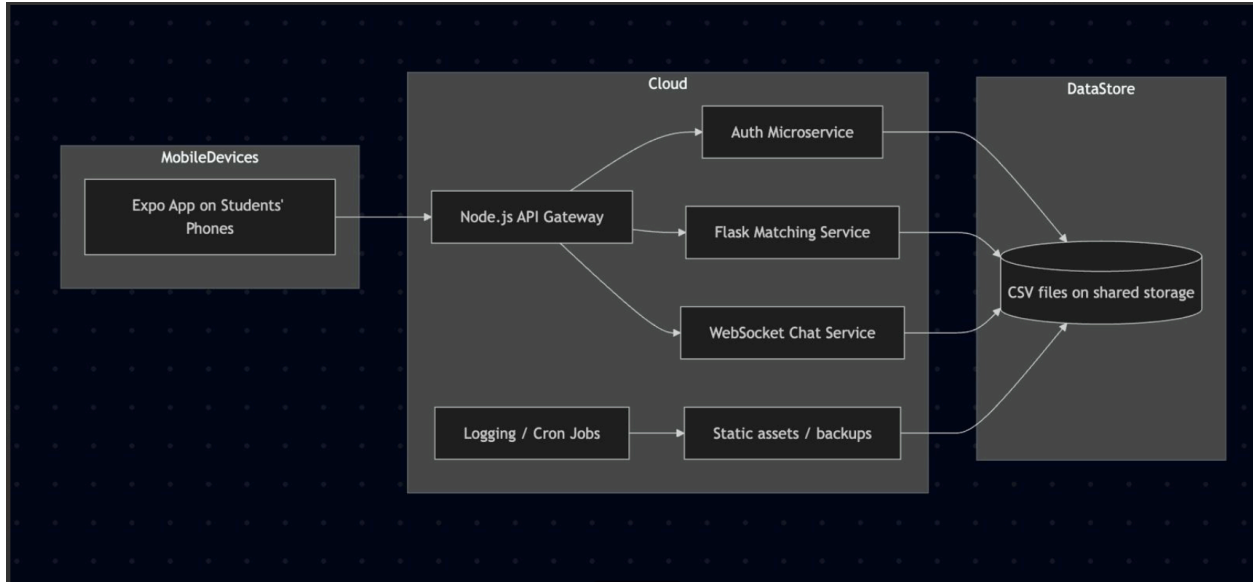 MobileDevices
Expo App on Students'
Phones
Cloud
Node.js API Gateway
Auth Microservice
Flask Matching Service
WebSocket Chat Service
Logging / Cron Jobs
Static assets / backups
DataStore
CSV files on shared storage